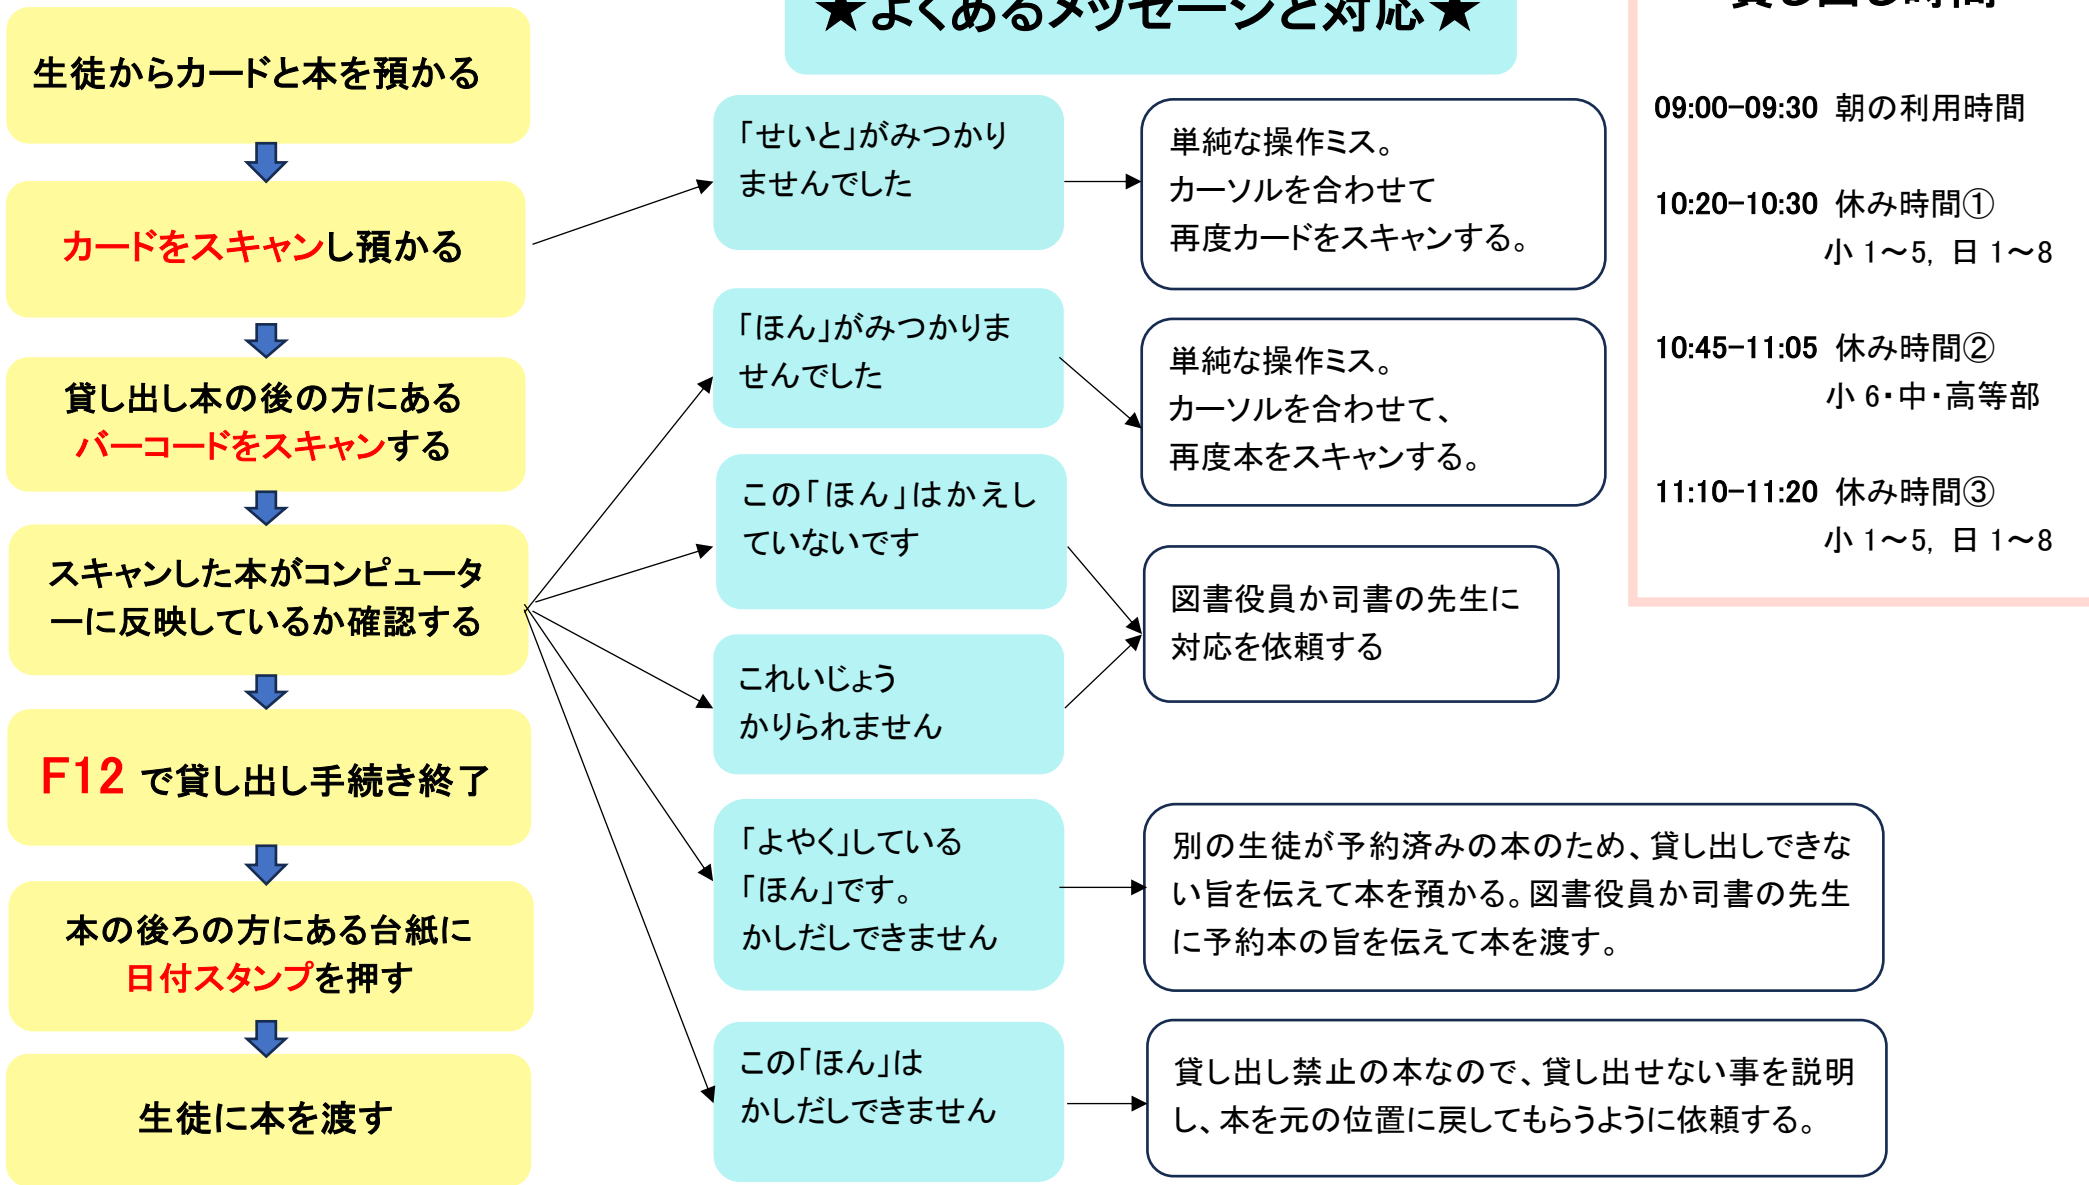 生徒からカードと本を預かる
カードをスキャンし預かる
貸し出し本の後の方にある
バーコードをスキャンする
スキャンした本がコンピュータ
ーに反映しているか確認する
F12 で貸し出し手続き終了
本の後ろの方にある台紙に
日付スタンプを押す
生徒に本を渡す
★よくあるメッセージと対応★
「せいと」がみつかり
ませんでした
単純な操作ミス。
カーソルを合わせて
再度カードをスキャンする。
「ほん」がみつかりま
せんでした
単純な操作ミス。
カーソルを合わせて、
再度本をスキャンする。
この「ほん」はかえし
ていないです
これいじょう
かりられません
図書役員か司書の先生に
対応を依頼する
「よやく」している
「ほん」です。
かしだしできません
別の生徒が予約済みの本のため、貸し出しできな
い旨を伝えて本を預かる。図書役員か司書の先生
に予約本の旨を伝えて本を渡す。
この「ほん」は
かしだしできません
貸し出し禁止の本なので、貸し出せない事を説明
し、本を元の位置に戻してもらうように依頼する。
貸し出し時間
09:00-09:30 朝の利用時間
10:20-10:30 休み時間①
小 1～5, 日 1～8
10:45-11:05 休み時間②
小 6・中・高等部
11:10-11:20 休み時間③
小 1～5, 日 1～8